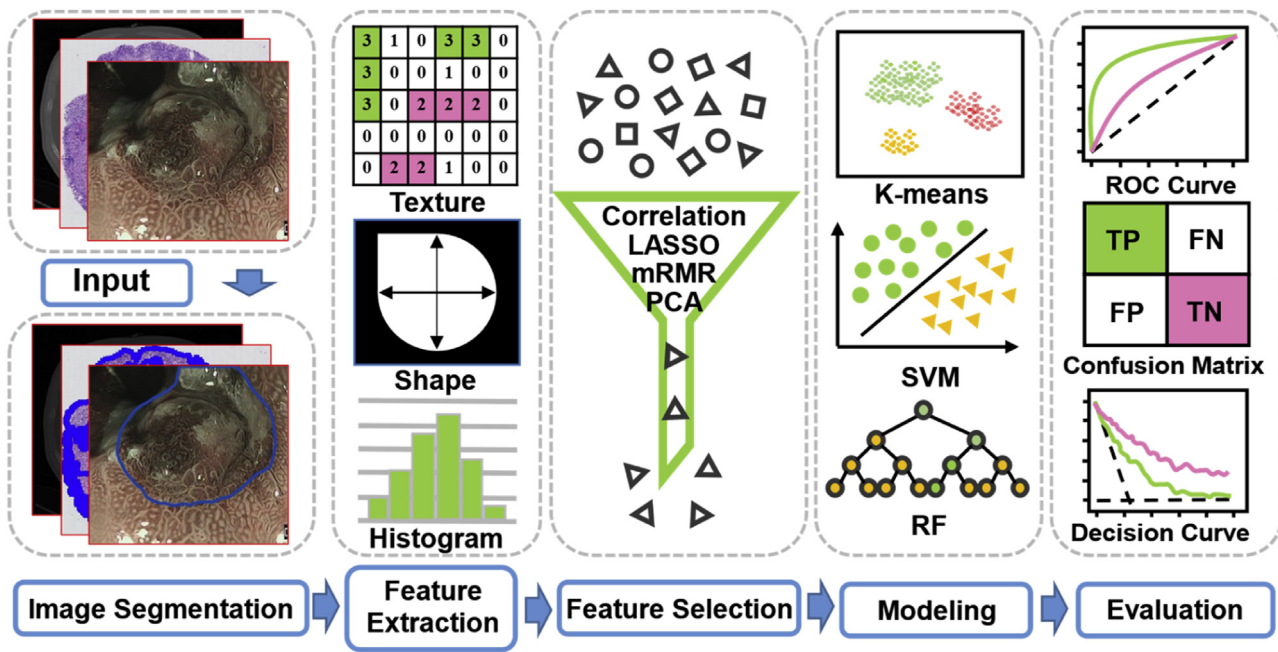 Input
Image Segmentation
3 1 0 3 3 0
3 0 0 1 0 0
3 0 2 2 2 0
0 0 0 0 0 0
0 2 2 1 0 0
Texture
Shape
Histogram
Feature
Extraction
Correlation
LASSO
mRMR
PCA
Feature Selection
K-means
SVM
RF
Modeling
ROC Curve
TP FN
FP TN
Confusion Matrix
Decision Curve
Evaluation